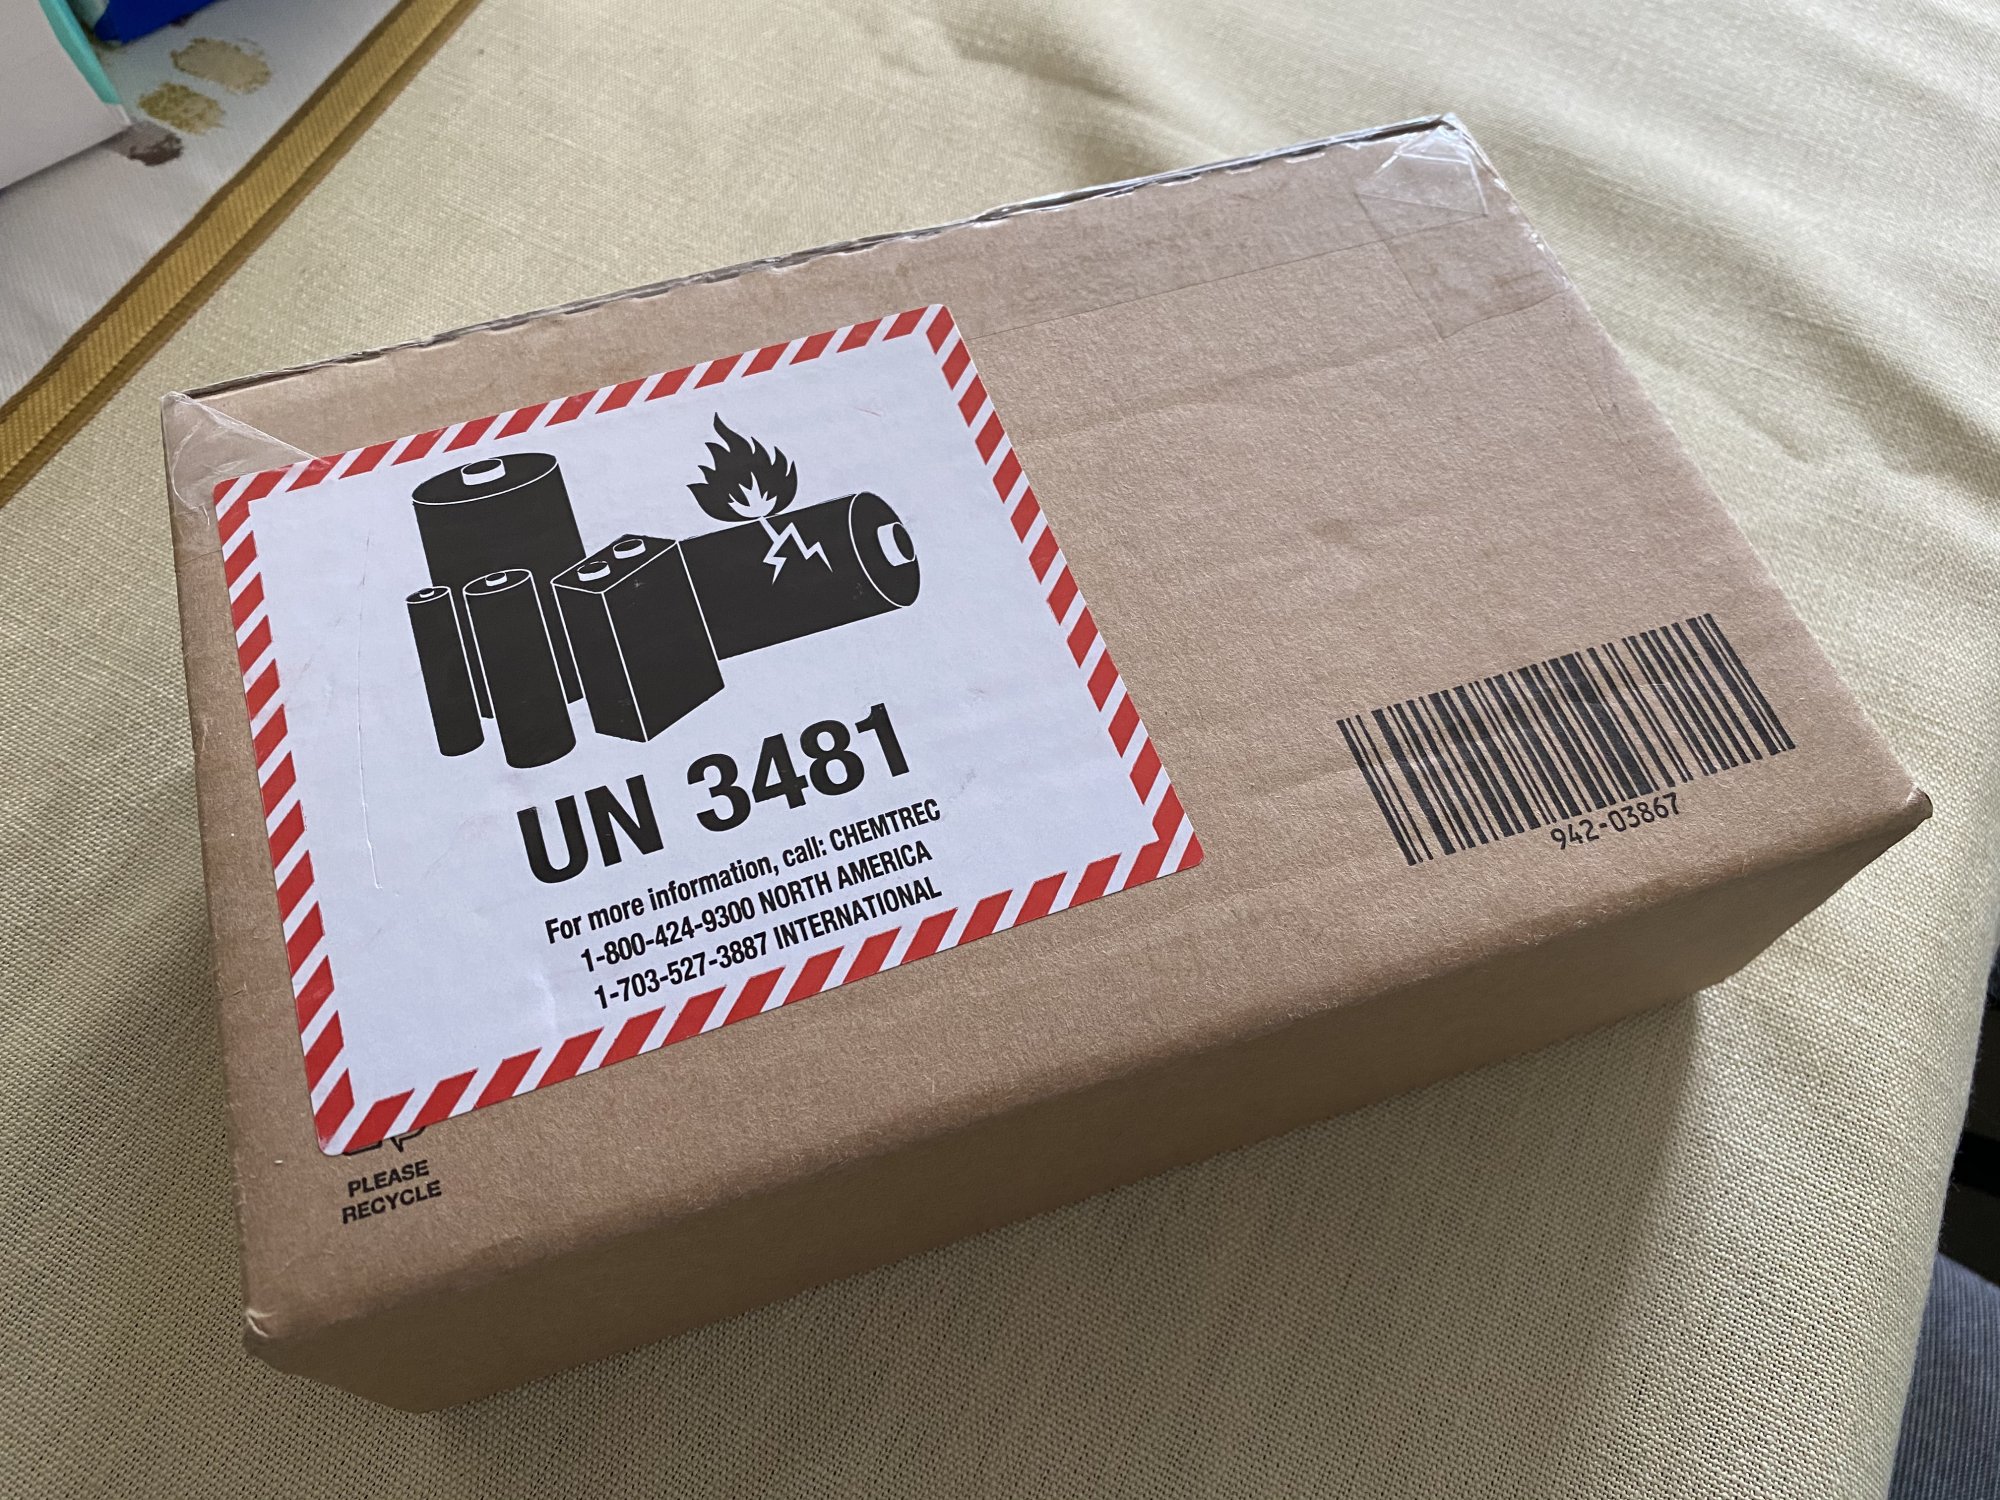 UN 3481
For more information, call: CHEMTREC
1-800-424-9300 NORTH AMERICA
1-703-527-3887 INTERNATIONAL
942-03867
PLEASE
RECYCLE